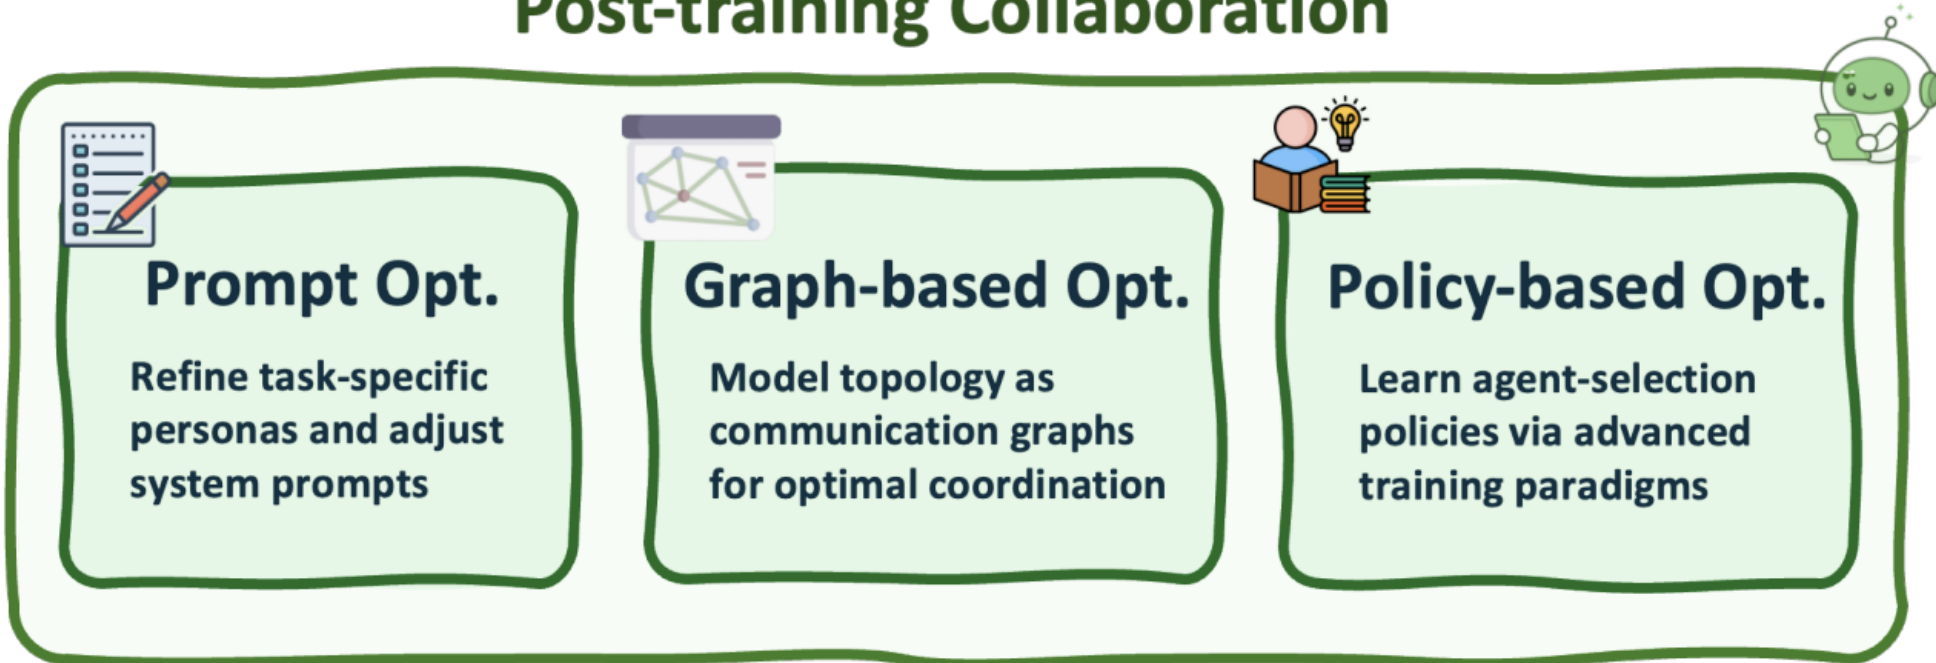 Post-training Collaboration
Prompt Opt.
Refine task-specific
personas and adjust
system prompts
Graph-based Opt.
Model topology as
communication graphs
for optimal coordination
Policy-based Opt.
Learn agent-selection
policies via advanced
training paradigms